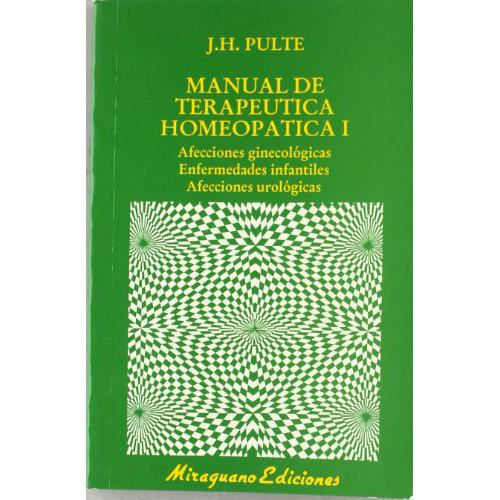 J.H. PULTE
MANUAL DE
TERAPEUTICA
HOMEOPATICA I
Afecciones ginecológicas
Enfermedades infantiles
Afecciones urológicas
Miraguano Ediciones